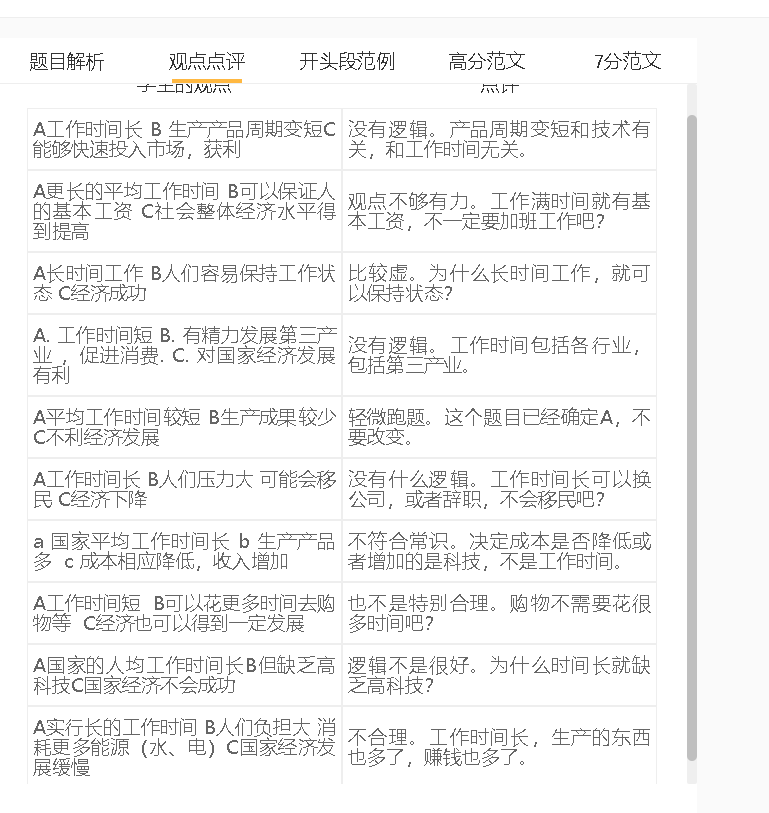 题目解析 观点点评 开头段范例 高分范文 7分范文
学生的观点 点评
A工作时间长 B 生产产品周期变短C
能够快速投入市场，获利
没有逻辑。产品周期变短和技术有
关，和工作时间无关。
A更长的平均工作时间 B可以保证人
的基本工资 C社会整体经济水平得
到提高
观点不够有力。工作满时间就有基
本工资，不一定要加班工作吧？
A长时间工作 B人们容易保持工作状
态 C经济成功
比较虚。为什么长时间工作，就可
以保持状态？
A. 工作时间短 B. 有精力发展第三产
业 ，促进消费. C. 对国家经济发展
有利
没有逻辑。工作时间包括各行业，
包括第三产业。
A平均工作时间较短 B生产成果较少
C不利经济发展
轻微跑题。这个题目已经确定A，不
要改变。
A工作时间长 B人们压力大 可能会移
民 C经济下降
没有什么逻辑。工作时间长可以换
公司，或者辞职，不会移民吧？
a 国家平均工作时间长 b 生产产品
多 c 成本相应降低，收入增加
不符合常识。决定成本是否降低或
者增加的是科技，不是工作时间。
A工作时间短 B可以花更多时间去购
物等 C经济也可以得到一定发展
也不是特别合理。购物不需要花很
多时间吧？
A国家的人均工作时间长B但缺乏高
科技C国家经济不会成功
逻辑不是很好。为什么时间长就缺
乏高科技？
A实行长的工作时间 B人们负担大 消
耗更多能源（水、电）C国家经济发
展缓慢
不合理。工作时间长，生产的东西
也多了，赚钱也多了。